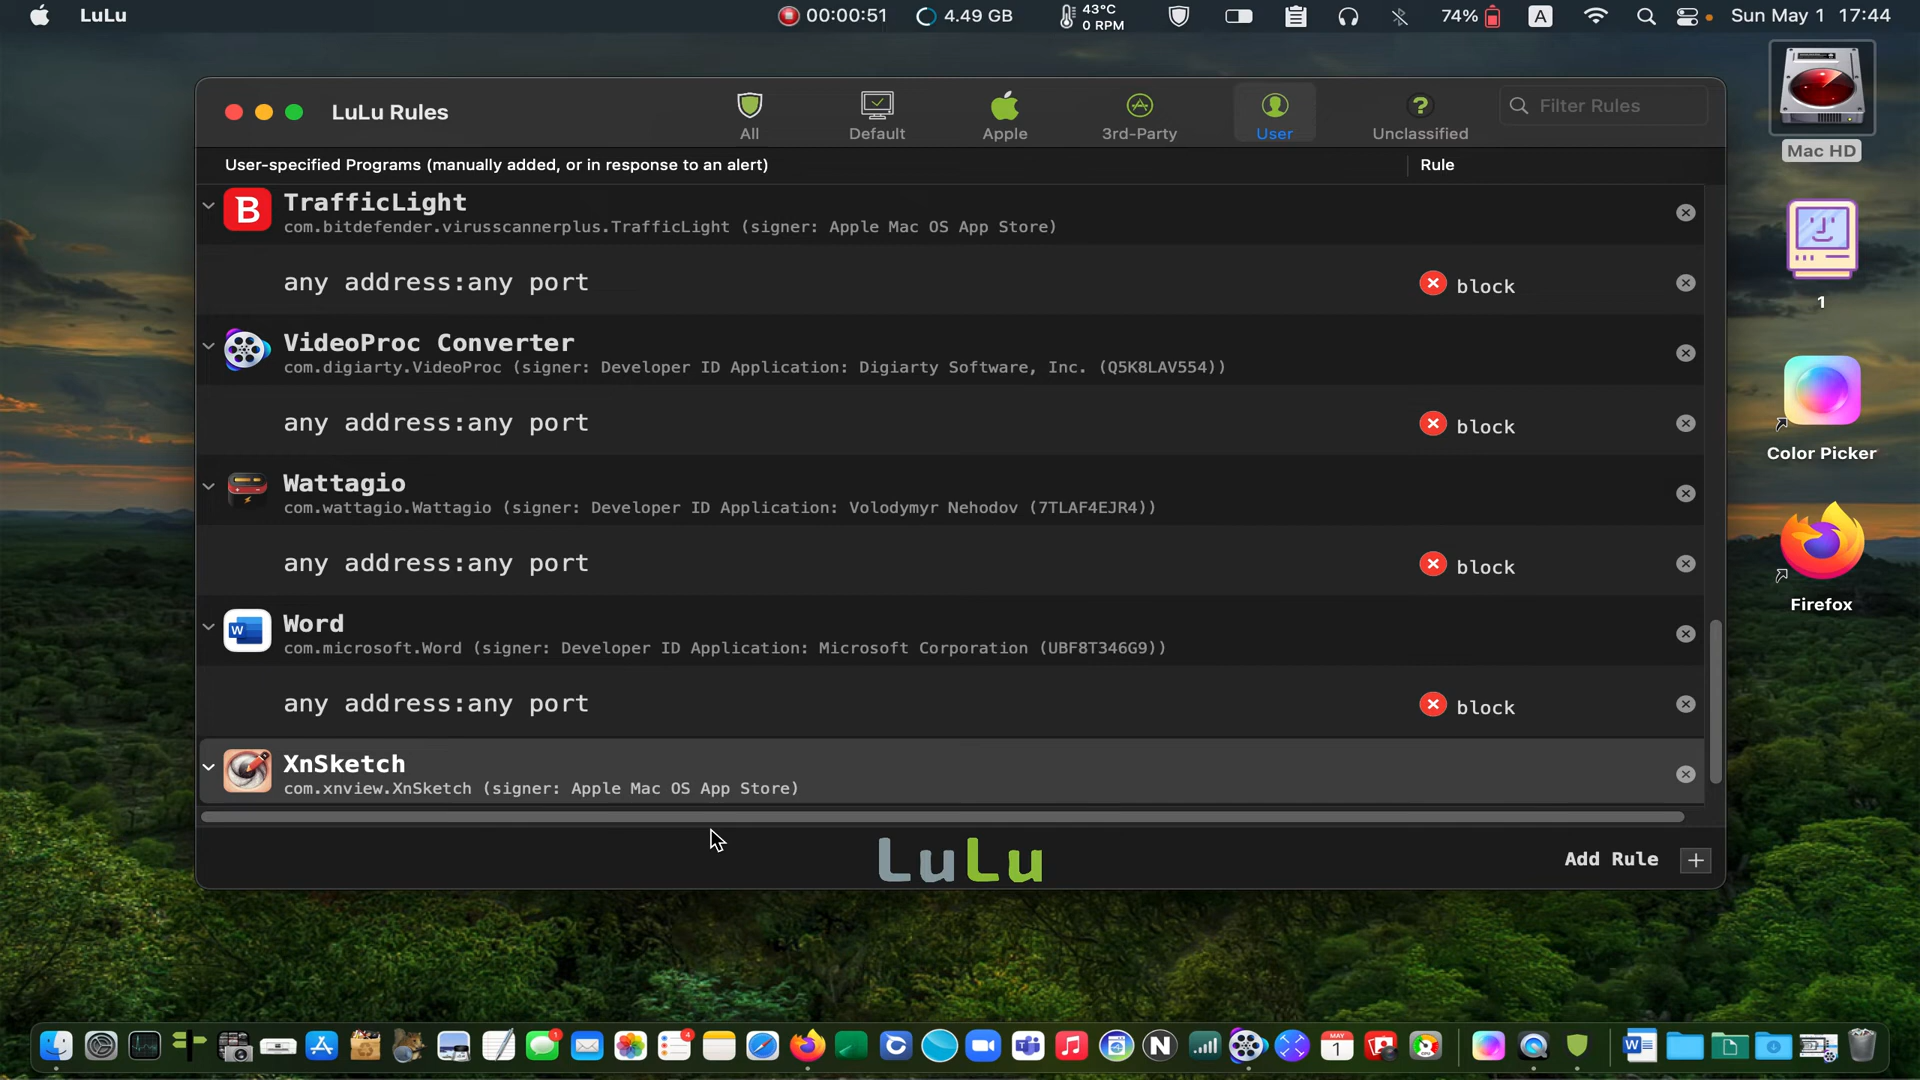 LuLu
00:00:51
4.49 GB
43°C
0 RPM
74%
A
Sun May 1 17:44
LuLu Rules
All
Default
Apple
3rd-Party
User
Unclassified
Filter Rules
User-specified Programs (manually added, or in response to an alert)
Rule
TrafficLight
com.bitdefender.virusscannerplus.TrafficLight (signer: Apple Mac OS App Store)
any address:any port
block
VideoProc Converter
com.digiarty.VideoProc (signer: Developer ID Application: Digiarty Software, Inc. (Q5K8LAV554))
any address:any port
block
Wattagio
com.wattagio.Wattagio (signer: Developer ID Application: Volodymyr Nehodov (7TLAF4EJR4))
any address:any port
block
Word
com.microsoft.Word (signer: Developer ID Application: Microsoft Corporation (UBF8T346G9))
any address:any port
block
XnSketch
com.xnview.XnSketch (signer: Apple Mac OS App Store)
LuLu
Add Rule
Mac HD
1
Color Picker
Firefox